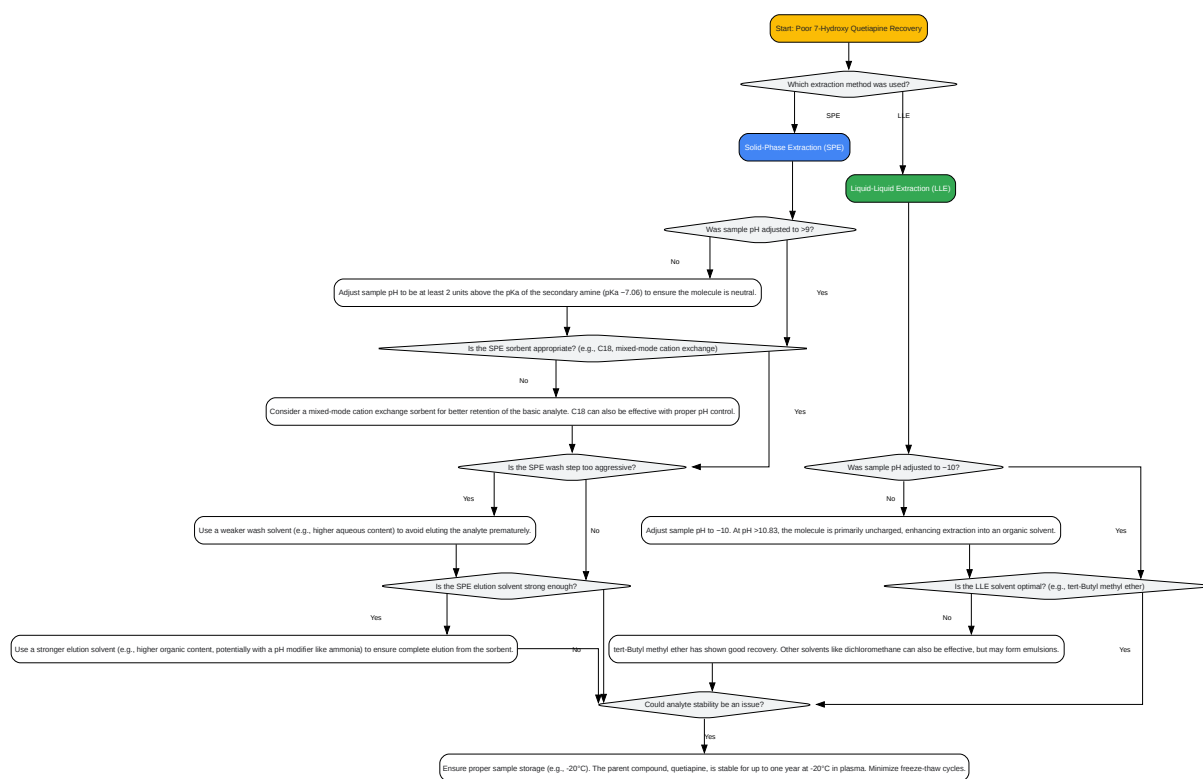 Start: Poor 7-Hydroxy Quetiapine Recovery
Which extraction method was used?
SPE
LLE
Solid-Phase Extraction (SPE)
Liquid-Liquid Extraction (LLE)
Was sample pH adjusted to >9?
No
Yes
Adjust sample pH to be at least 2 units above the pKa of the secondary amine (pKa ~7.06) to ensure the molecule is neutral.
Is the SPE sorbent appropriate? (e.g., C18, mixed-mode cation exchange)
No
Yes
Consider a mixed-mode cation exchange sorbent for better retention of the basic analyte. C18 can also be effective with proper pH control.
Is the SPE wash step too aggressive?
Was sample pH adjusted to ~10?
Yes
No
No
Yes
Use a weaker wash solvent (e.g., higher aqueous content) to avoid eluting the analyte prematurely.
Adjust sample pH to ~10. At pH >10.83, the molecule is primarily uncharged, enhancing extraction into an organic solvent.
Is the SPE elution solvent strong enough?
Is the LLE solvent optimal? (e.g., tert-Butyl methyl ether)
Yes
No
No
Yes
Use a stronger elution solvent (e.g., higher organic content, potentially with a pH modifier like ammonia) to ensure complete elution from the sorbent.
tert-Butyl methyl ether has shown good recovery. Other solvents like dichloromethane can also be effective, but may form emulsions.
Could analyte stability be an issue?
Yes
Ensure proper sample storage (e.g., -20°C). The parent compound, quetiapine, is stable for up to one year at -20°C in plasma. Minimize freeze-thaw cycles.